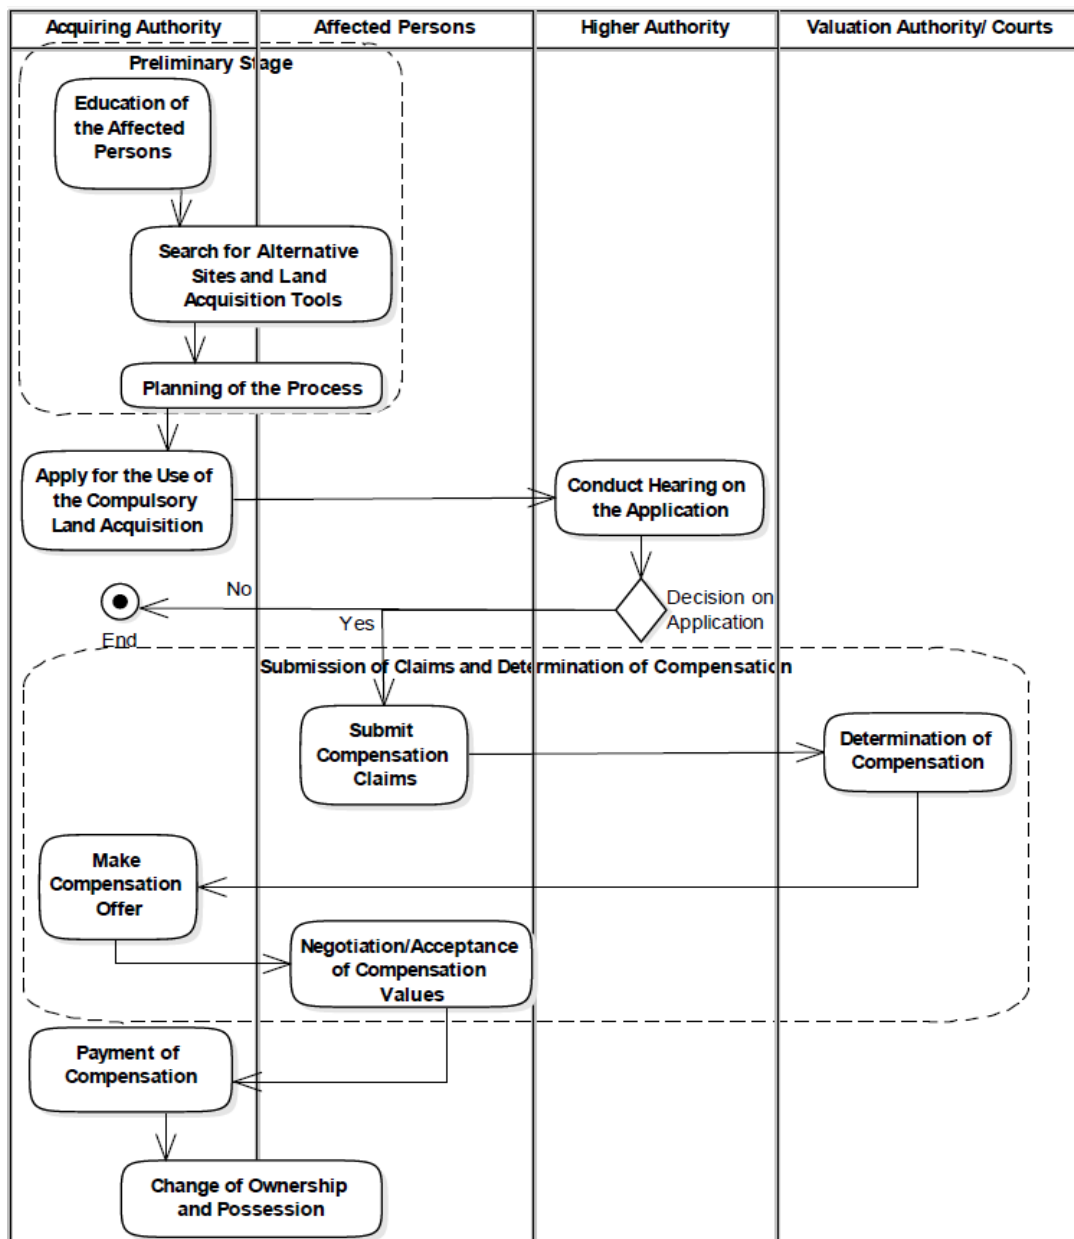 Acquiring Authority
Affected Persons
Higher Authority
Valuation Authority/ Courts
Preliminary Stage
Education of
the Affected
Persons
Search for Alternative
Sites and Land
Acquisition Tools
Planning of the Process
Apply for the Use of
the Compulsory
Land Acquisition
Conduct Hearing on
the Application
Decision on
Application
No
Yes
End
Submission of Claims and Determination of Compensation
Submit
Compensation
Claims
Determination of
Compensation
Make
Compensation
Offer
Negotiation/Acceptance
of Compensation
Values
Payment of
Compensation
Change of Ownership
and Possession